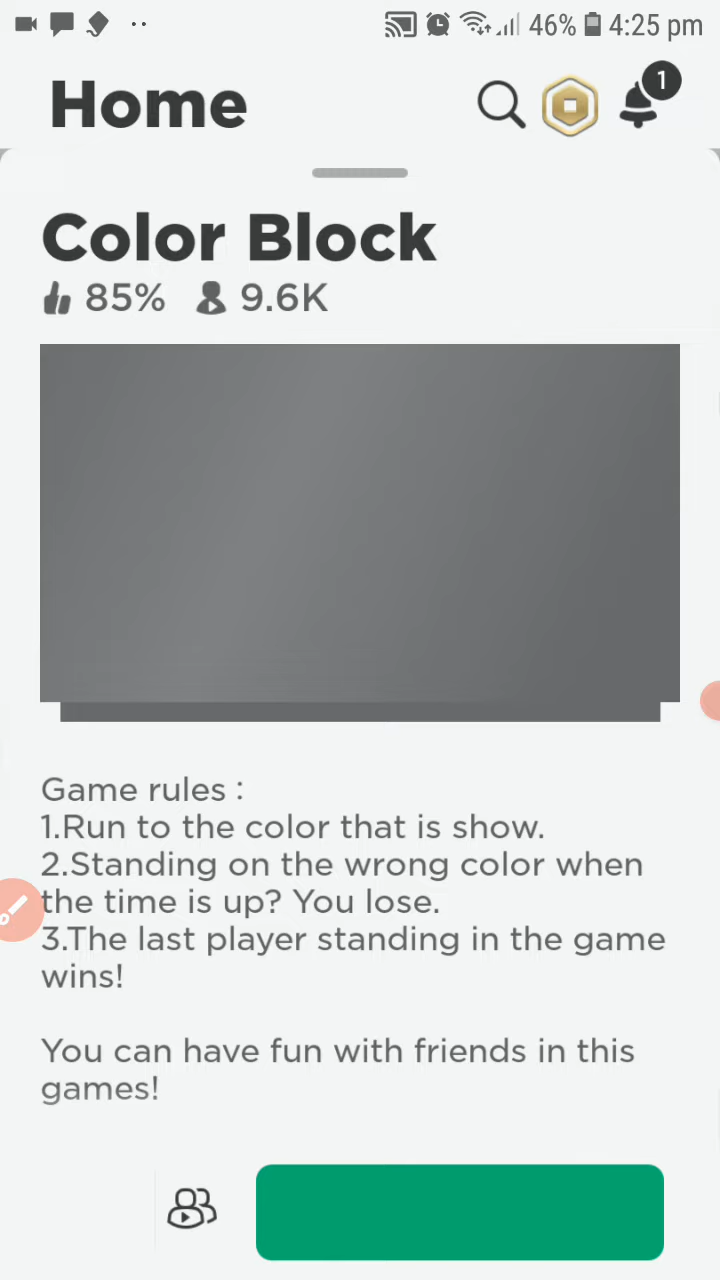 46% 4:25 pm
Home
1
Color Block
85% 9.6K
Game rules :
1.Run to the color that is show.
2.Standing on the wrong color when
the time is up? You lose.
3.The last player standing in the game
wins!
You can have fun with friends in this
games!